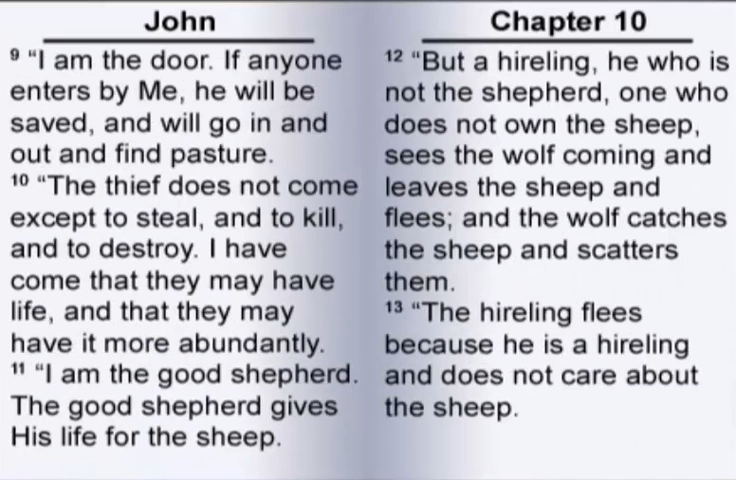 John
⁹ “I am the door. If anyone
enters by Me, he will be
saved, and will go in and
out and find pasture.
¹⁰ “The thief does not come
except to steal, and to kill,
and to destroy. I have
come that they may have
life, and that they may
have it more abundantly.
¹¹ “I am the good shepherd.
The good shepherd gives
His life for the sheep.
Chapter 10
¹² “But a hireling, he who is
not the shepherd, one who
does not own the sheep,
sees the wolf coming and
leaves the sheep and
flees; and the wolf catches
the sheep and scatters
them.
¹³ “The hireling flees
because he is a hireling
and does not care about
the sheep.